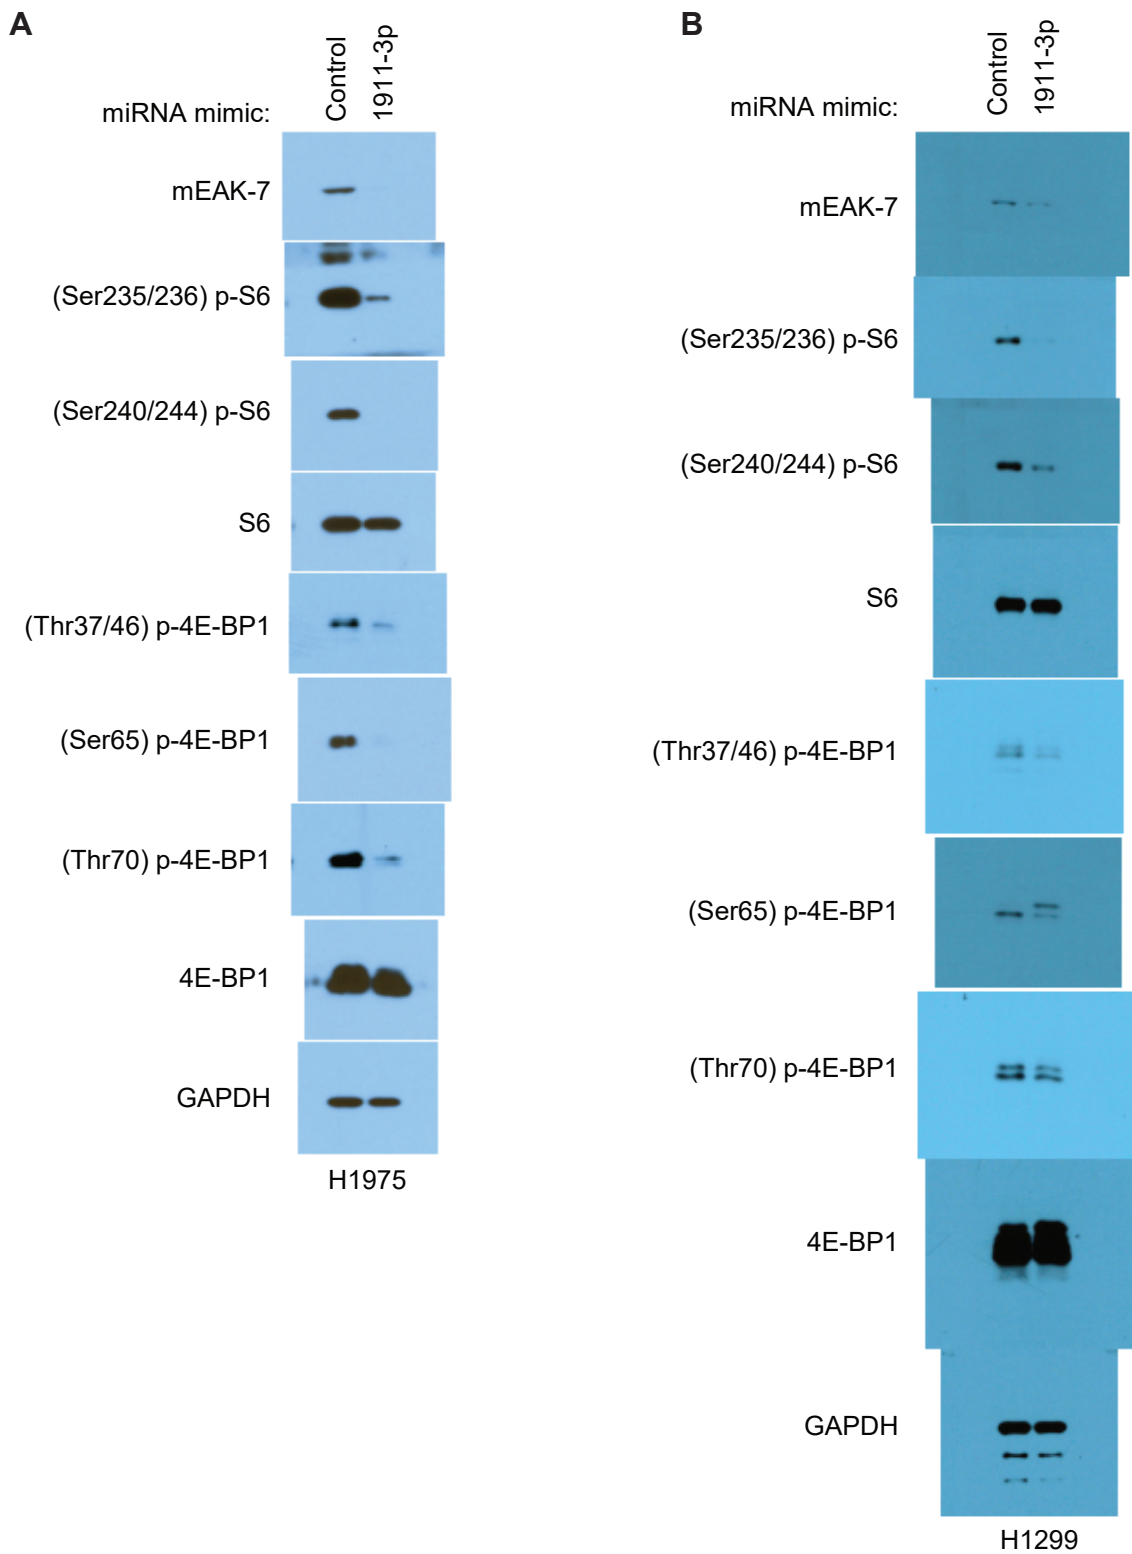 A
miRNA mimic:
Control
1911-3p
mEAK-7
(Ser235/236) p-S6
(Ser240/244) p-S6
S6
(Thr37/46) p-4E-BP1
(Ser65) p-4E-BP1
(Thr70) p-4E-BP1
4E-BP1
GAPDH
H1975
B
miRNA mimic:
Control
1911-3p
mEAK-7
(Ser235/236) p-S6
(Ser240/244) p-S6
S6
(Thr37/46) p-4E-BP1
(Ser65) p-4E-BP1
(Thr70) p-4E-BP1
4E-BP1
GAPDH
H1299